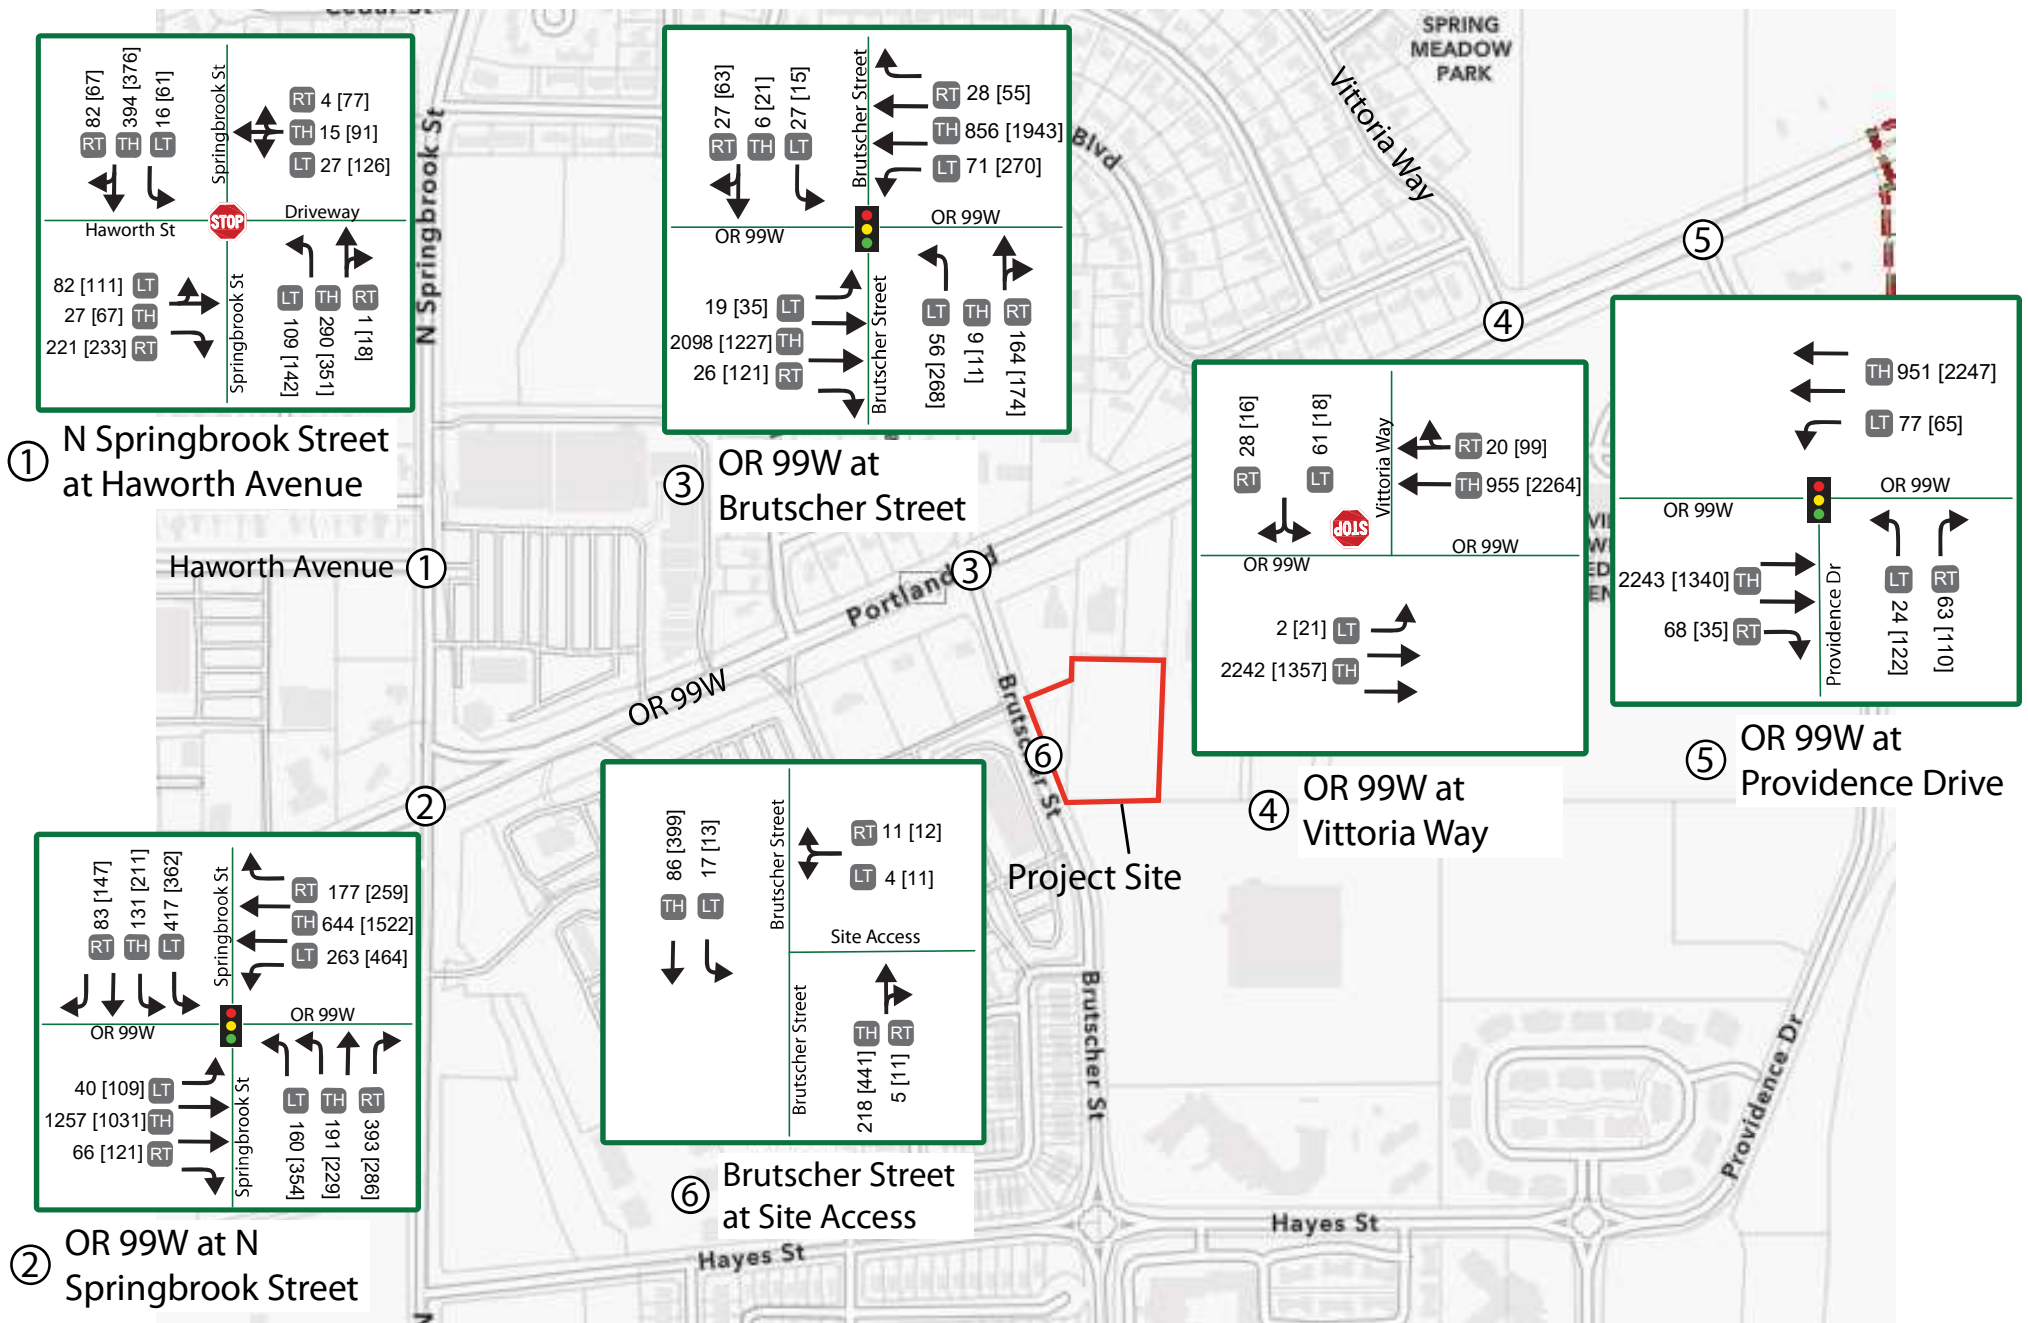 Cedar St
SPRING
MEADOW
PARK
Vittoria Way
Blvd
N Springbrook St
82 [67]
394 [376]
16 [61]
RT
TH
LT
Springbrook St
RT 4 [77]
TH 15 [91]
LT 27 [126]
Haworth St
STOP
Driveway
82 [111] LT
27 [67] TH
221 [233] RT
Springbrook St
LT
TH
RT
109 [142]
290 [351]
1 [18]
1 N Springbrook Street
at Haworth Avenue
27 [63]
6 [21]
27 [15]
RT
TH
LT
Brutscher Street
RT 28 [55]
TH 856 [1943]
LT 71 [270]
OR 99W
OR 99W
19 [35] LT
2098 [1227] TH
26 [121] RT
Brutscher Street
LT
TH
RT
56 [268]
9 [11]
164 [174]
3 OR 99W at
Brutscher Street
5
4
28 [16]
61 [18]
RT
LT
Vittoria Way
RT 20 [99]
TH 955 [2264]
STOP
OR 99W
OR 99W
2 [21] LT
2242 [1357] TH
4 OR 99W at
Vittoria Way
TH 951 [2247]
LT 77 [65]
OR 99W
OR 99W
2243 [1340] TH
68 [35] RT
Providence Dr
LT
RT
24 [122]
63 [110]
5 OR 99W at
Providence Drive
Haworth Avenue 1
3
Portland
OR 99W
Brutscher St
6
2
Project Site
83 [147]
131 [211]
417 [362]
RT
TH
LT
Springbrook St
RT 177 [259]
TH 644 [1522]
LT 263 [464]
OR 99W
OR 99W
40 [109] LT
1257 [1031] TH
66 [121] RT
Springbrook St
LT
TH
RT
160 [354]
191 [229]
393 [286]
2 OR 99W at N
Springbrook Street
86 [399]
17 [13]
TH
LT
Brutscher Street
RT 11 [12]
LT 4 [11]
Site Access
Brutscher Street
TH
RT
218 [441]
5 [11]
6 Brutscher Street
at Site Access
Brutscher St
Providence Dr
Hayes St
Hayes St
N